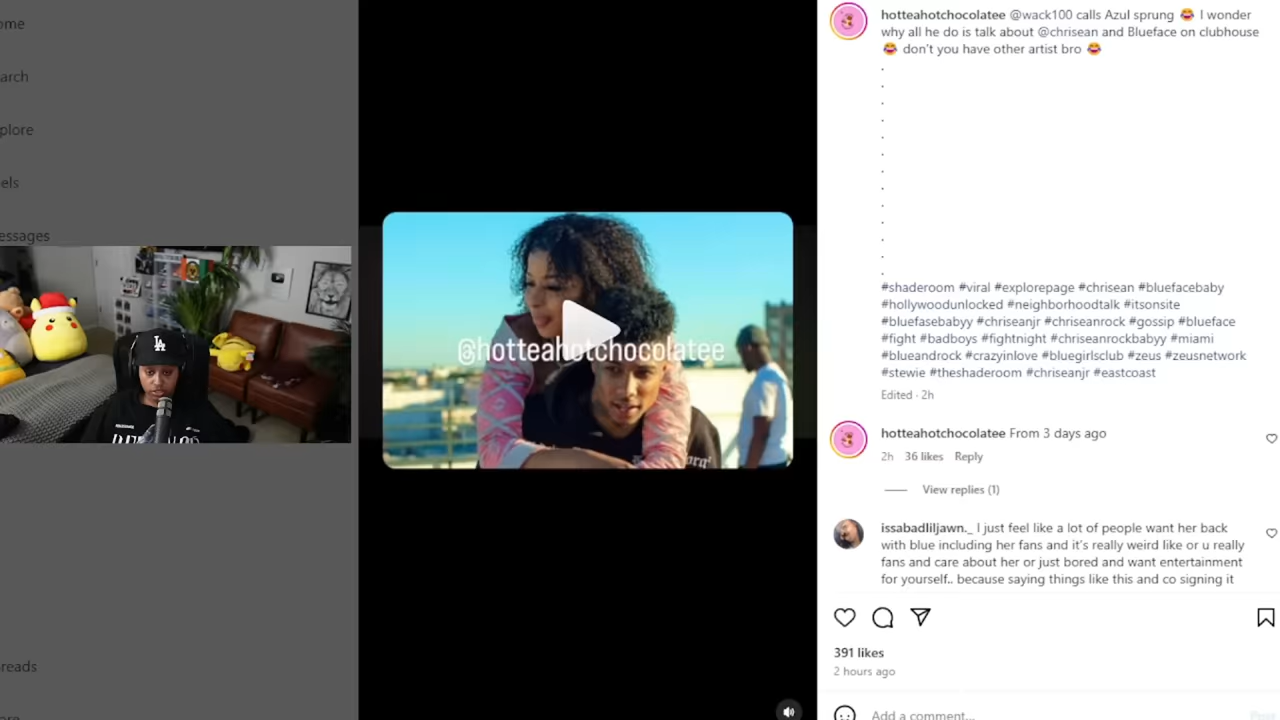 ome
arch
plore
els
essages
reads
LA
@hotteahotchocolatee
hotteahotchocolatee @wack100 calls Azul sprung 😂 I wonder
why all he do is talk about @chrisean and Blueface on clubhouse
😂 don't you have other artist bro 😂
.
.
.
.
.
.
.
.
.
.
.
.
.
#shaderoom #viral #explorepage #chrisean #bluefacebaby
#hollywoodunlocked #neighborhoodtalk #itsonsite
#bluefasebabyy #chriseanjr #chriseanrock #gossip #blueface
#fight #badboys #fightnight #chriseanrockbabyy #miami
#blueandrock #crazyinlove #bluegirlsclub #zeus #zeusnetwork
#stewie #theshaderoom #chriseanjr #eastcoast
Edited · 2h
hotteahotchocolatee From 3 days ago
2h 36 likes Reply
View replies (1)
issabadliljawn._ I just feel like a lot of people want her back
with blue including her fans and it's really weird like or u really
fans and care about her or just bored and want entertainment
for yourself.. because saying things like this and co signing it
391 likes
2 hours ago
Add a comment...
Post